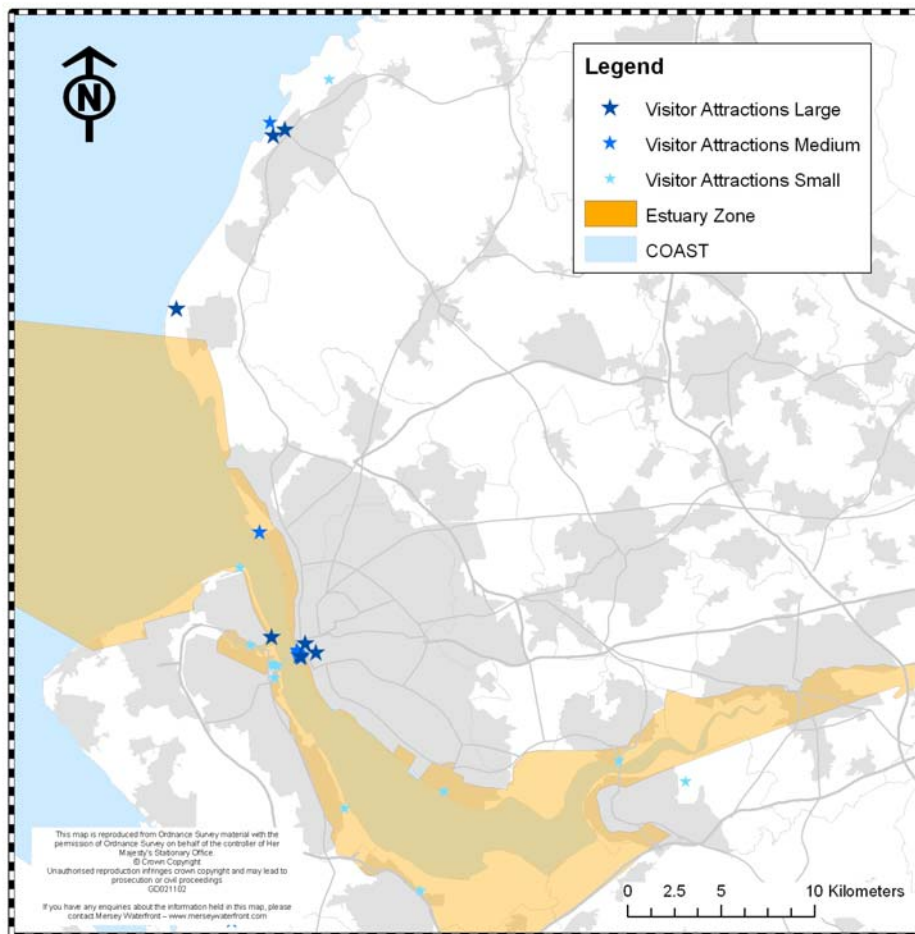 N
Legend
Visitor Attractions Large
Visitor Attractions Medium
Visitor Attractions Small
Estuary Zone
COAST
This map is reproduced from Ordnance Survey material with the
permission of Ordnance Survey on behalf of the controller of Her
Majesty's Stationary Office.
© Crown Copyright
Unauthorised reproduction infringes crown copyright and may lead to
prosecution or civil proceedings
GD021102
If you have any enquiries about the information held in this map, please
contact Mersey Waterfront – www.merseywaterfront.com
0 2.5 5 10 Kilometers